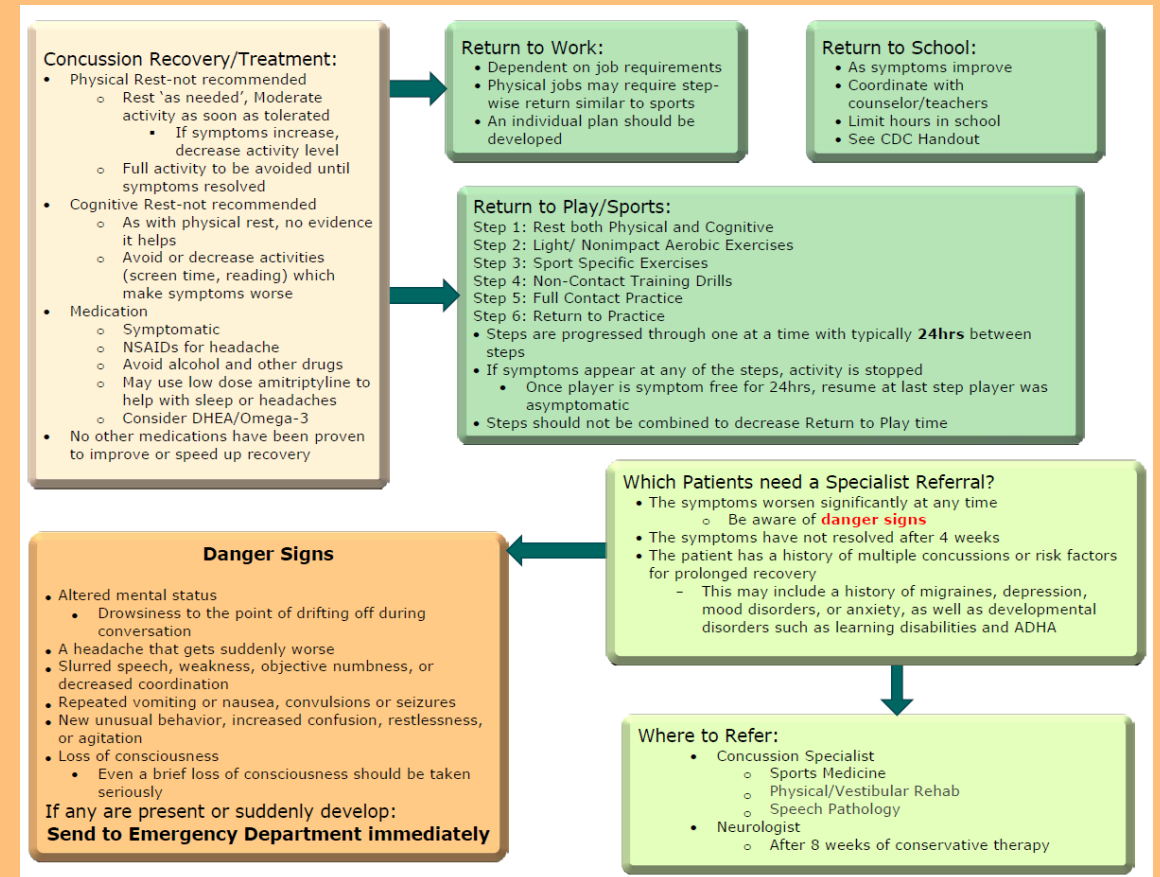 Concussion Recovery/Treatment:
• Physical Rest-not recommended
o Rest ‘as needed’, Moderate
activity as soon as tolerated
▪ If symptoms increase,
decrease activity level
o Full activity to be avoided until
symptoms resolved
• Cognitive Rest-not recommended
o As with physical rest, no evidence
it helps
o Avoid or decrease activities
(screen time, reading) which
make symptoms worse
• Medication
o Symptomatic
o NSAIDs for headache
o Avoid alcohol and other drugs
o May use low dose amitriptyline to
help with sleep or headaches
o Consider DHEA/Omega-3
• No other medications have been proven
to improve or speed up recovery
Return to Work:
• Dependent on job requirements
• Physical jobs may require step-
wise return similar to sports
• An individual plan should be
developed
Return to School:
• As symptoms improve
• Coordinate with
counselor/teachers
• Limit hours in school
• See CDC Handout
Return to Play/Sports:
Step 1: Rest both Physical and Cognitive
Step 2: Light/ Nonimpact Aerobic Exercises
Step 3: Sport Specific Exercises
Step 4: Non-Contact Training Drills
Step 5: Full Contact Practice
Step 6: Return to Practice
• Steps are progressed through one at a time with typically 24hrs between
steps
• If symptoms appear at any of the steps, activity is stopped
• Once player is symptom free for 24hrs, resume at last step player was
asymptomatic
• Steps should not be combined to decrease Return to Play time
Which Patients need a Specialist Referral?
• The symptoms worsen significantly at any time
o Be aware of danger signs
• The symptoms have not resolved after 4 weeks
• The patient has a history of multiple concussions or risk factors
for prolonged recovery
– This may include a history of migraines, depression,
mood disorders, or anxiety, as well as developmental
disorders such as learning disabilities and ADHA
Danger Signs
• Altered mental status
• Drowsiness to the point of drifting off during
conversation
• A headache that gets suddenly worse
• Slurred speech, weakness, objective numbness, or
decreased coordination
• Repeated vomiting or nausea, convulsions or seizures
• New unusual behavior, increased confusion, restlessness,
or agitation
• Loss of consciousness
• Even a brief loss of consciousness should be taken
seriously
If any are present or suddenly develop:
Send to Emergency Department immediately
Where to Refer:
• Concussion Specialist
o Sports Medicine
o Physical/Vestibular Rehab
o Speech Pathology
• Neurologist
o After 8 weeks of conservative therapy